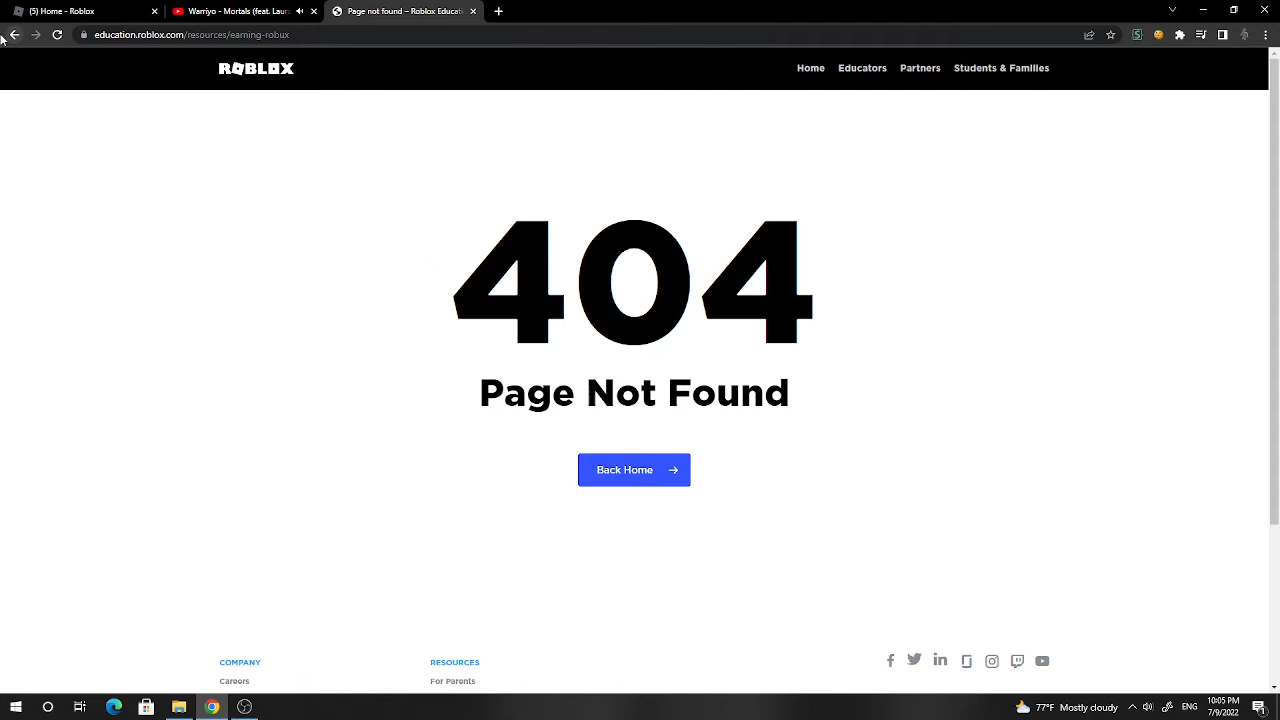 (5) Home - Roblox
Warriyo - Mortals (feat. Laura
Page not found – Roblox Educati
education.roblox.com/resources/earning-robux
ROBLOX
Home
Educators
Partners
Students & Families
404
Page Not Found
Back Home
COMPANY
RESOURCES
Careers
For Parents
77°F Mostly cloudy
10:05 PM
7/9/2022